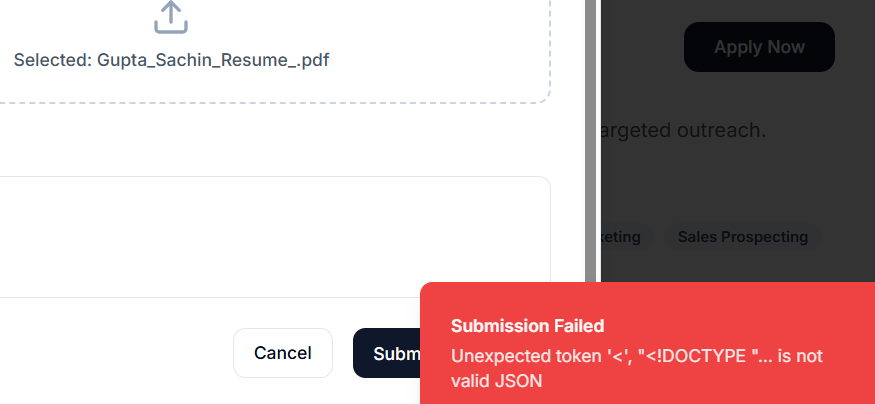 Selected: Gupta_Sachin_Resume_.pdf
Apply Now
argeted outreach.
keting
Sales Prospecting
Cancel
Subm
Submission Failed
Unexpected token '<', "<!DOCTYPE "... is not
valid JSON